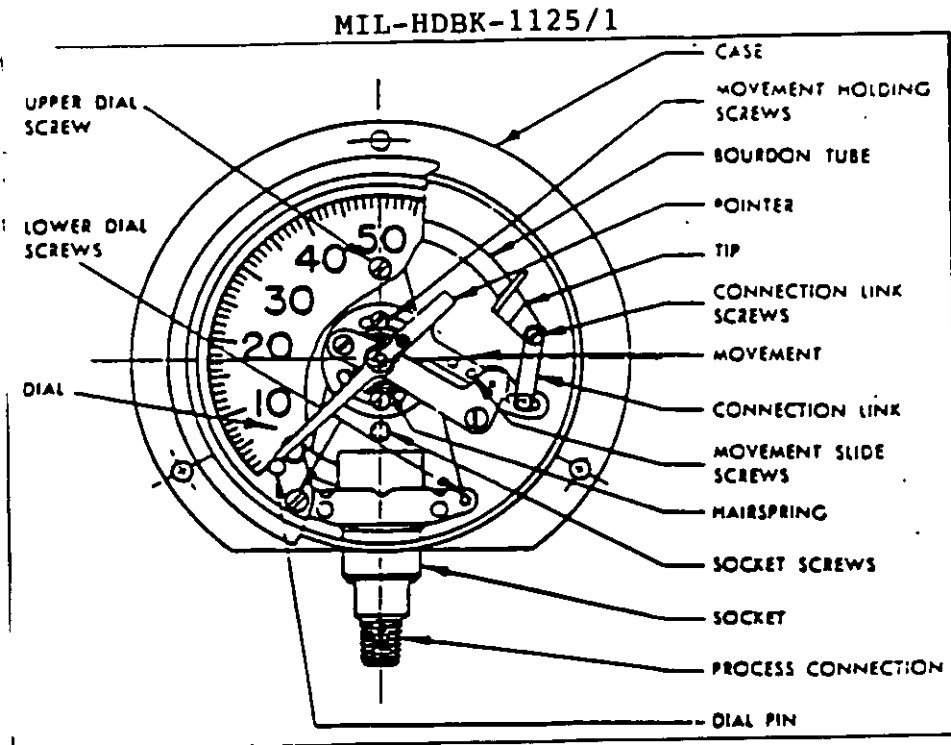 MIL-HDBK-1125/1
UPPER DIAL
SCREW
LOWER DIAL
SCREWS
DIAL
50
40
30
20
10
CASE
MOVEMENT HOLDING
SCREWS
BOURDON TUBE
POINTER
TIP
CONNECTION LINK
SCREWS
MOVEMENT
CONNECTION LINK
MOVEMENT SLIDE
SCREWS
HAIRSPRING
SOCKET SCREWS
SOCKET
PROCESS CONNECTION
DIAL PIN